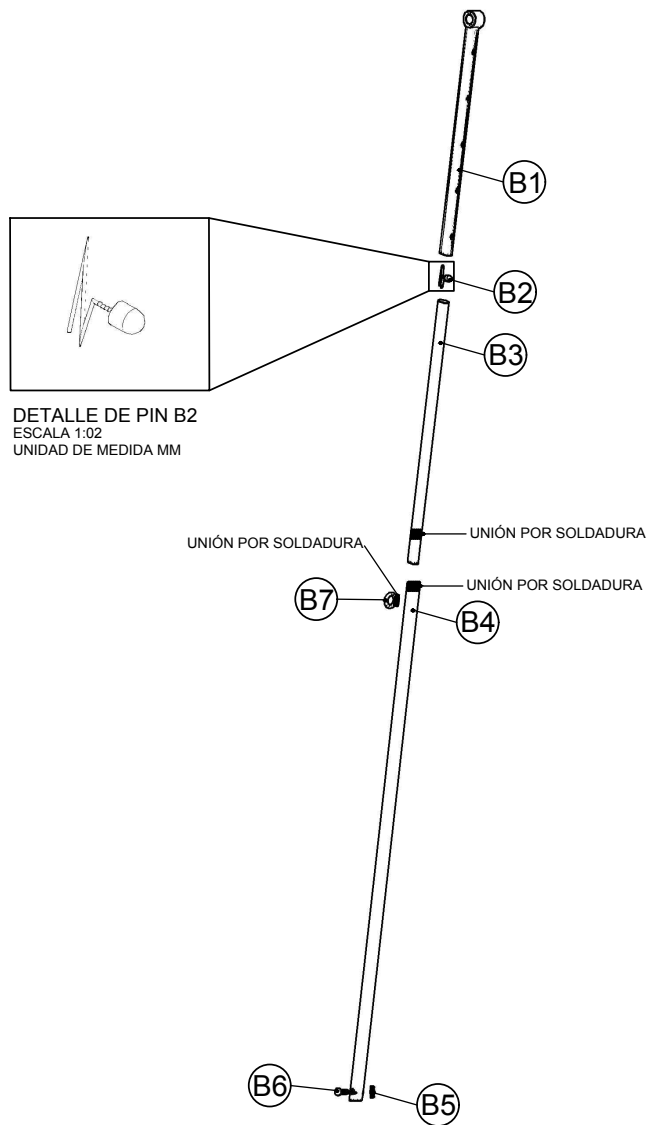 B1
B2
B3
DETALLE DE PIN B2
ESCALA 1:02
UNIDAD DE MEDIDA MM
UNIÓN POR SOLDADURA
UNIÓN POR SOLDADURA
UNIÓN POR SOLDADURA
B7
B4
B6
B5